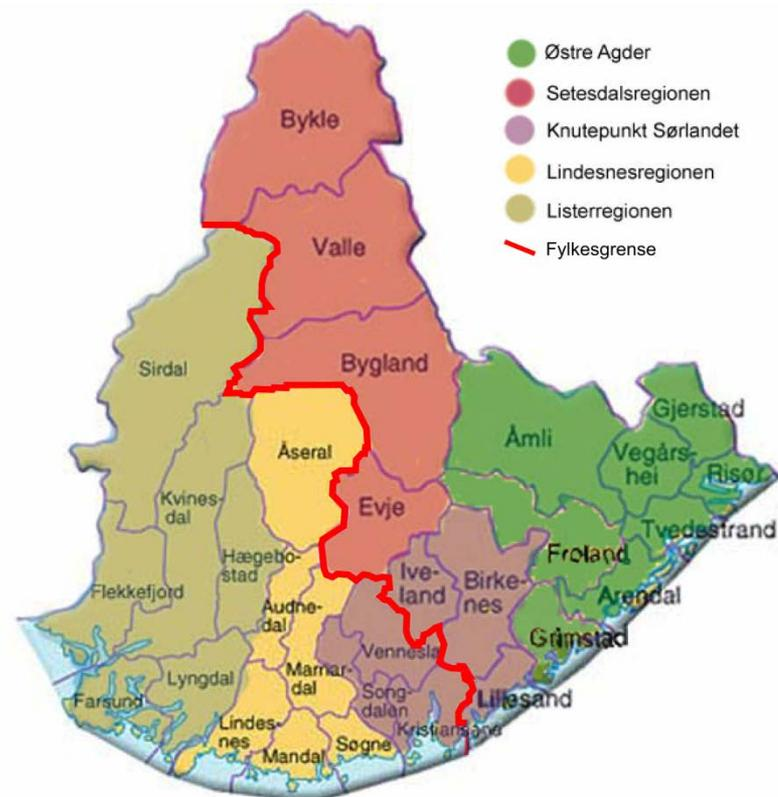 Østre Agder
Setesdalsregionen
Knutepunkt Sørlandet
Lindesnesregionen
Listerregionen
Fylkesgrense
Bykle
Valle
Bygland
Sirdal
Åseral
Åmli
Gjerstad
Vegårs-
hei
Risør
Kvines-
dal
Evje
Tvedestrand
Hægebo-
stad
Froland
Ive-
land
Birke-
nes
Flekkefjord
Arendal
Audne-
dal
Grimstad
Vennesla
Marnar-
dal
Lyngdal
Song-
dalen
Lillesand
Farsund
Lindes-
nes
Kristiansand
Mandal
Søgne